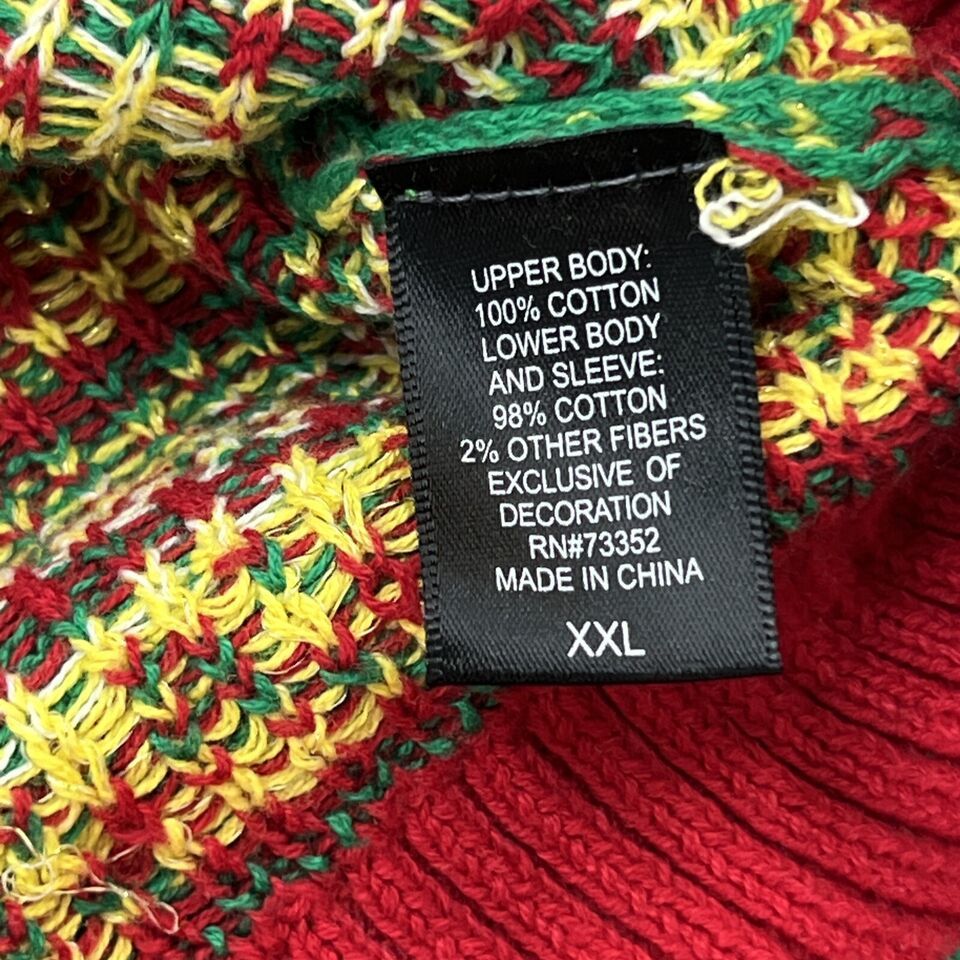 UPPER BODY:
100% COTTON
LOWER BODY
AND SLEEVE:
98% COTTON
2% OTHER FIBERS
EXCLUSIVE OF
DECORATION
RN#73352
MADE IN CHINA
XXL